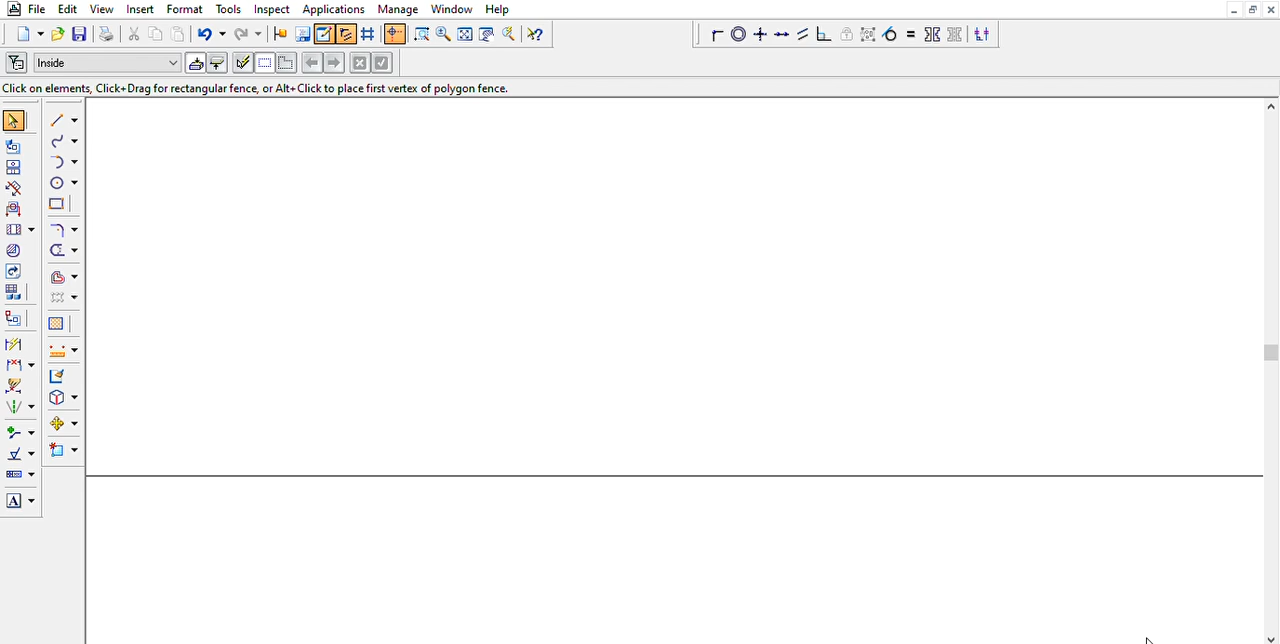 File Edit View Insert Format Tools Inspect Applications Manage Window Help
Inside
Click on elements, Click+Drag for rectangular fence, or Alt+Click to place first vertex of polygon fence.
A